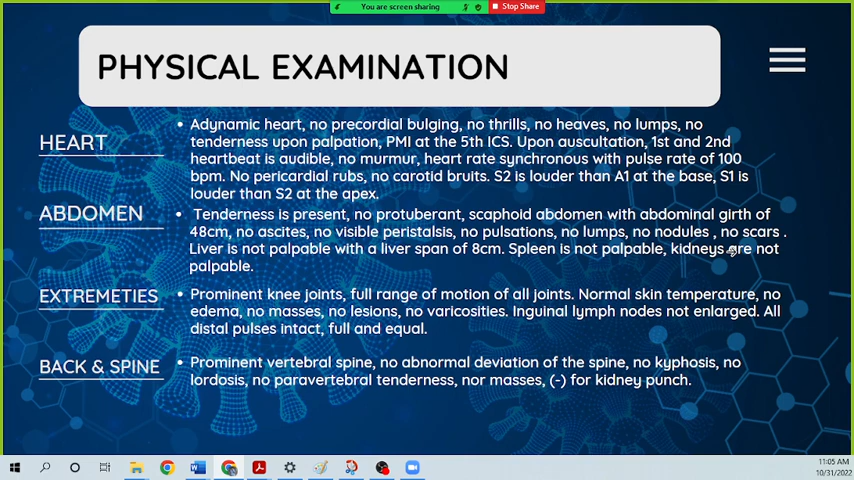 You are screen sharing
Stop Share
PHYSICAL EXAMINATION
HEART
• Adynamic heart, no precordial bulging, no thrills, no heaves, no lumps, no
tenderness upon palpation, PMI at the 5th ICS. Upon auscultation, 1st and 2nd
heartbeat is audible, no murmur, heart rate synchronous with pulse rate of 100
bpm. No pericardial rubs, no carotid bruits. S2 is louder than A1 at the base, S1 is
louder than S2 at the apex.
ABDOMEN
• Tenderness is present, no protuberant, scaphoid abdomen with abdominal girth of
48cm, no ascites, no visible peristalsis, no pulsations, no lumps, no nodules , no scars .
Liver is not palpable with a liver span of 8cm. Spleen is not palpable, kidneys are not
palpable.
EXTREMETIES
• Prominent knee joints, full range of motion of all joints. Normal skin temperature, no
edema, no masses, no lesions, no varicosities. Inguinal lymph nodes not enlarged. All
distal pulses intact, full and equal.
BACK & SPINE
• Prominent vertebral spine, no abnormal deviation of the spine, no kyphosis, no
lordosis, no paravertebral tenderness, nor masses, (-) for kidney punch.
11:05 AM
10/31/2022